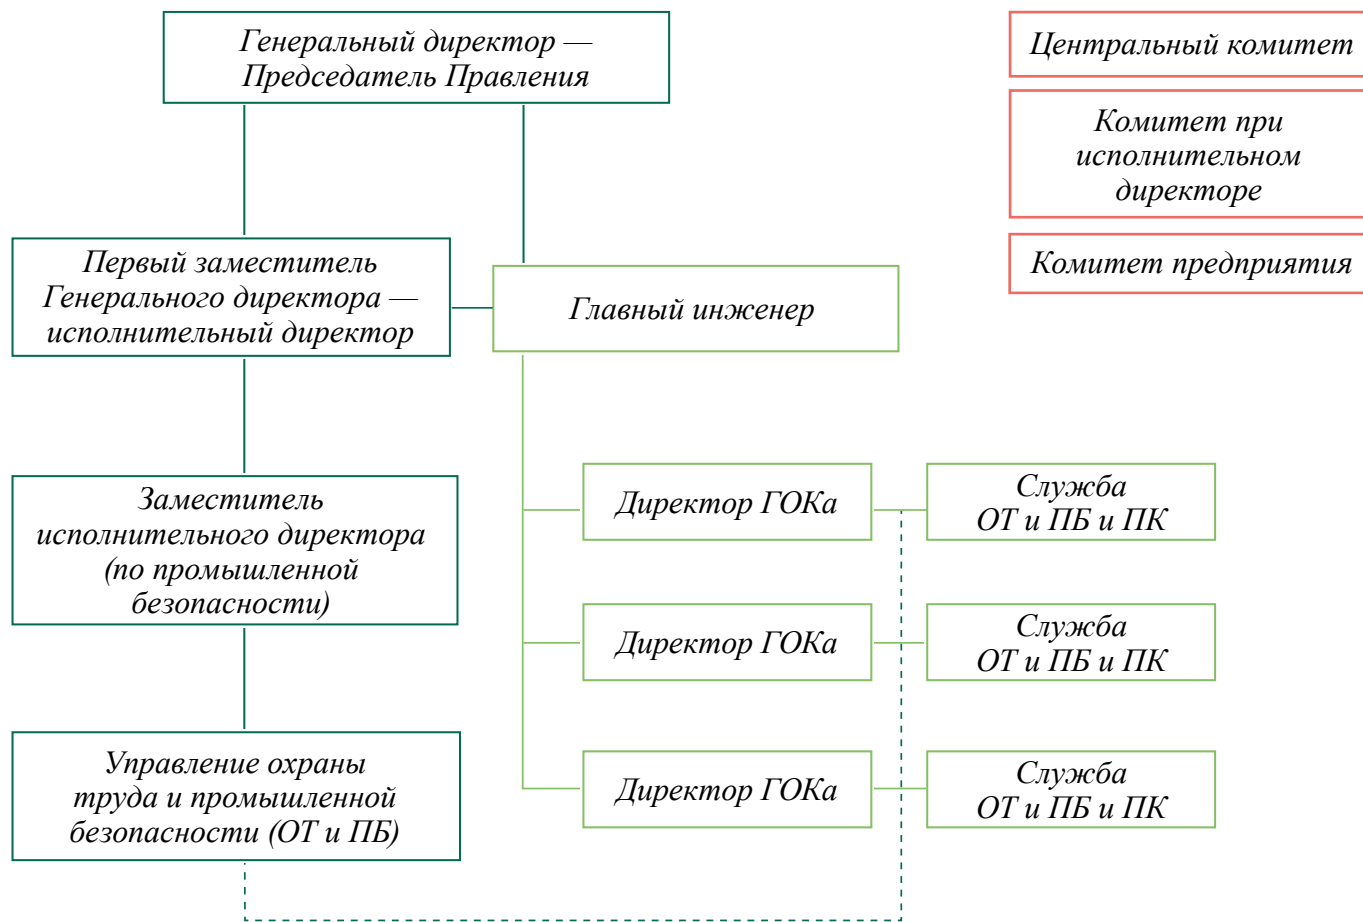 Генеральный директор —
Председатель Правления
Центральный комитет
Комитет при
исполнительном
директоре
Комитет предприятия
Первый заместитель
Генерального директора —
исполнительный директор
Главный инженер
Заместитель
исполнительного директора
(по промышленной
безопасности)
Директор ГОКа
Служба
ОТ и ПБ и ПК
Директор ГОКа
Служба
ОТ и ПБ и ПК
Управление охраны
труда и промышленной
безопасности (ОТ и ПБ)
Директор ГОКа
Служба
ОТ и ПБ и ПК